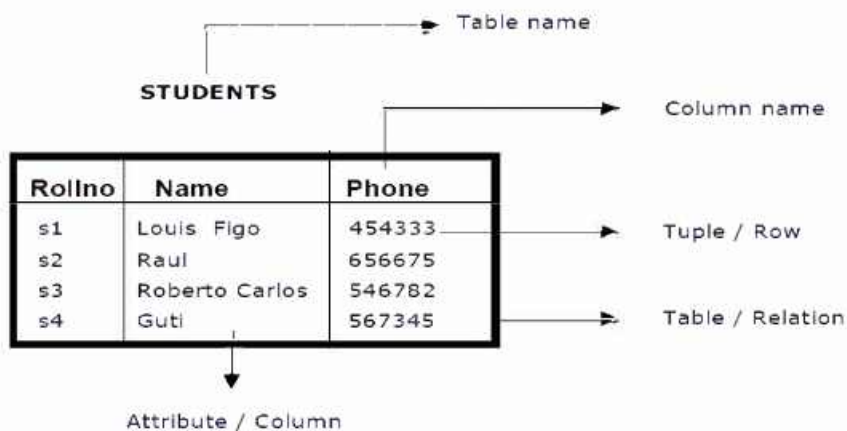 Table name
STUDENTS
Column name
Rollno Name Phone
s1 Louis Figo 454333
Tuple / Row
s2 Raul 656675
s3 Roberto Carlos 546782
s4 Guti 567345
Table / Relation
Attribute / Column